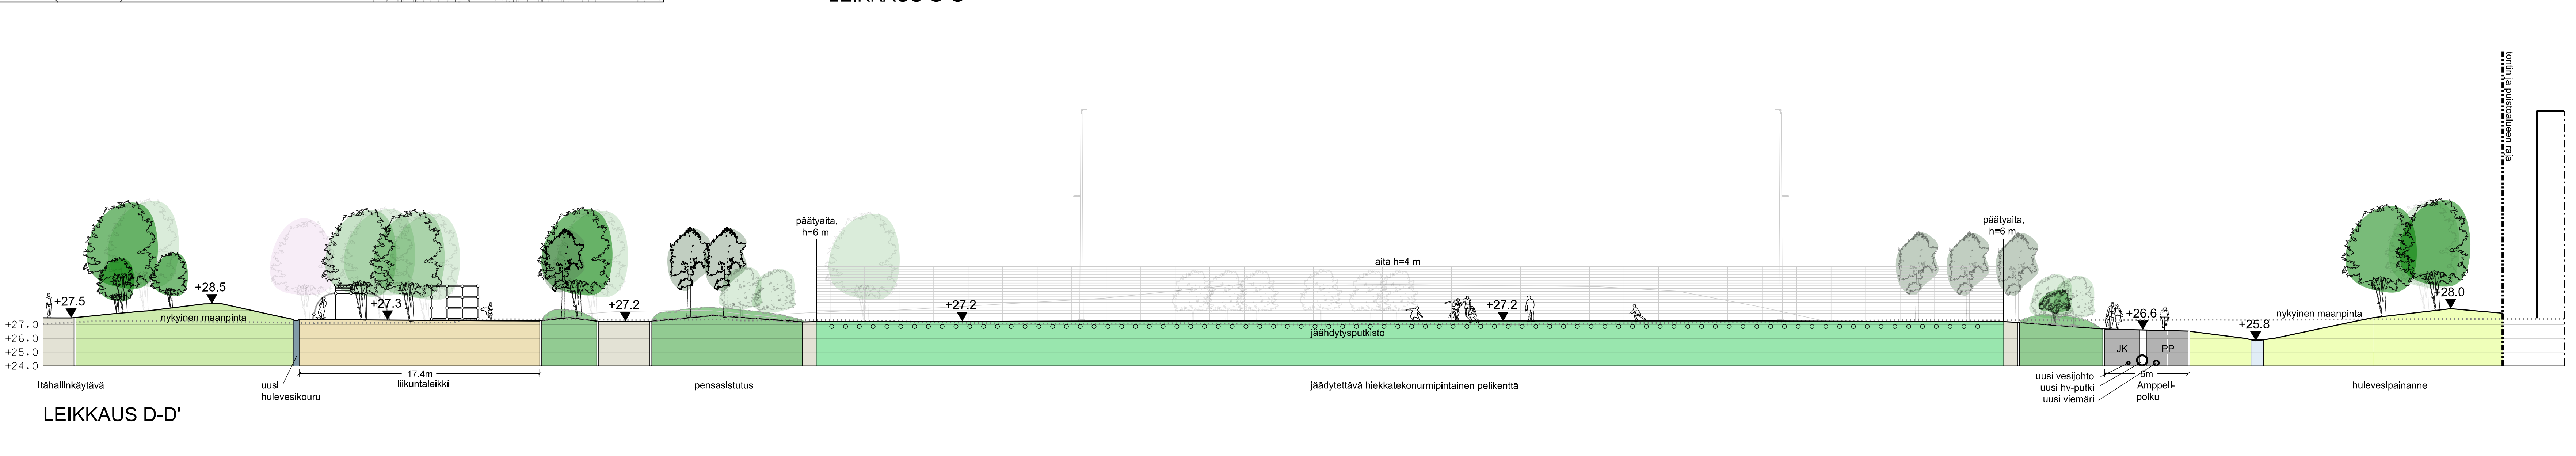 tontin ja puistoalueen raja
päätyaita,
h=6 m
päätyaita,
h=6 m
aita h=4 m
+27.5
+28.5
+27.3
+27.2
+27.2
+27.2
+26.6
+25.8
+28.0
nykyinen maanpinta
nykyinen maanpinta
+27.0
+26.0
+25.0
+24.0
jäähdytysputkisto
JK
PP
17,4m
6m
Itähallinkäytävä
uusi
hulevesikouru
liikuntaleikki
pensasistutus
jäädytettävä hiekkatekonurmipintainen pelikenttä
uusi vesijohto
uusi hv-putki
uusi viemäri
Amppeli-
polku
hulevesipainanne
LEIKKAUS D-D'